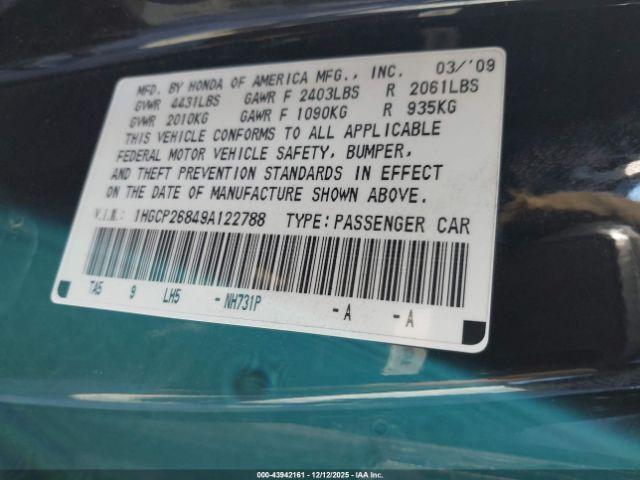 MFD. BY HONDA OF AMERICA MFG., INC. 03/'09
GVWR 4431LBS GAWR F 2403LBS R 2061LBS
GVWR 2010KG GAWR F 1090KG R 935KG
THIS VEHICLE CONFORMS TO ALL APPLICABLE
FEDERAL MOTOR VEHICLE SAFETY, BUMPER,
AND THEFT PREVENTION STANDARDS IN EFFECT
ON THE DATE OF MANUFACTURE SHOWN ABOVE.
V.I.N.: 1HGCP26849A122788 TYPE:PASSENGER CAR
TA5 9 LH5 -NH731P -A -A
000-43942161 - 12/12/2025 - IAA Inc.